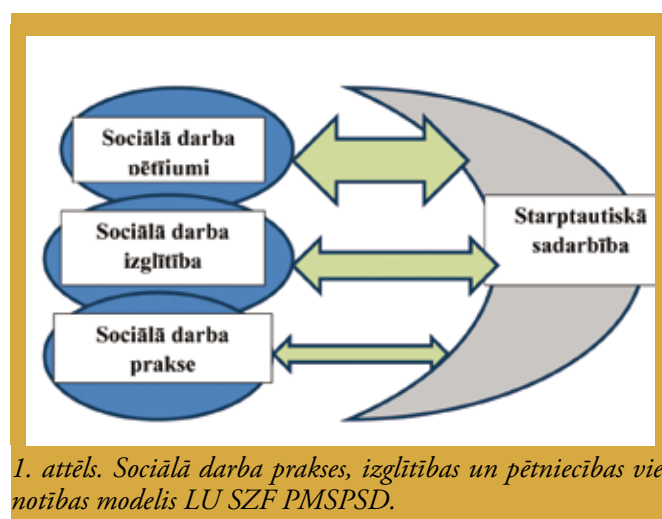 Sociālā darba
pētījumi
Sociālā darba
izglītība
Sociālā darba
prakse
Starptautiskā
sadarbība
1. attēls. Sociālā darba prakses, izglītības un pētniecības vie
notības modelis LU SZF PMSPSD.